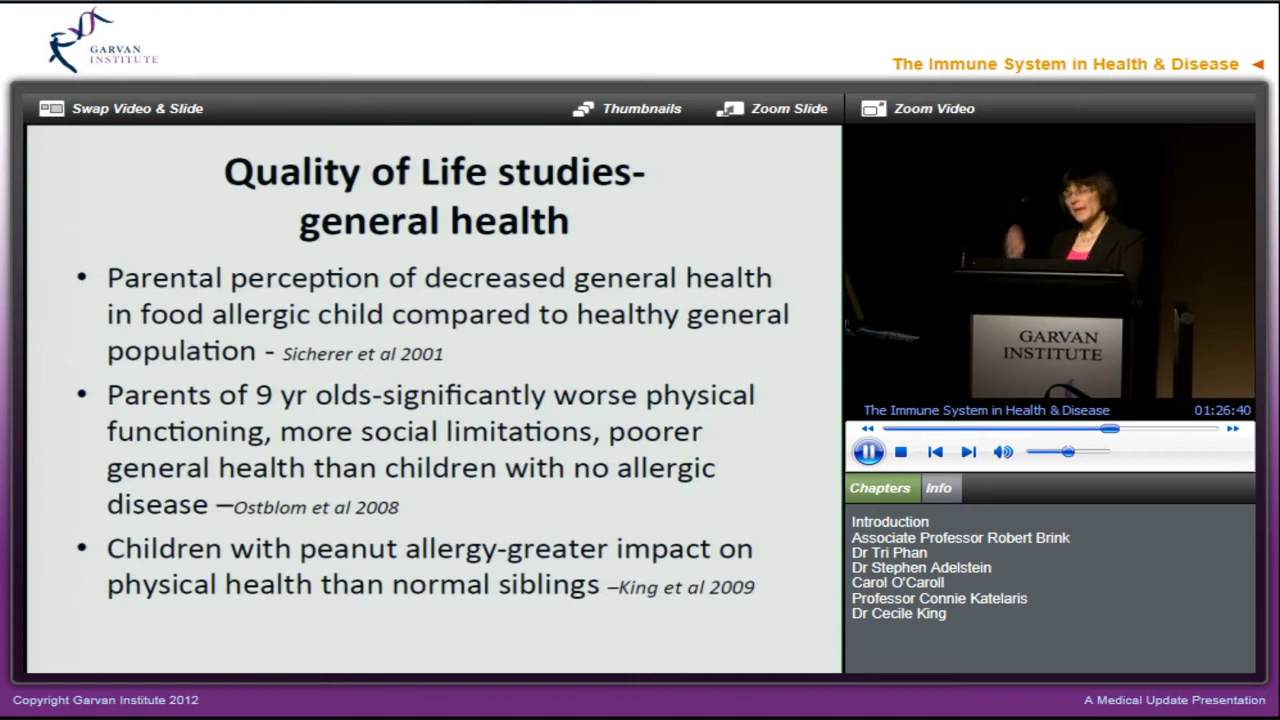 GARVAN
INSTITUTE
The Immune System in Health & Disease
Swap Video & Slide
Thumbnails
Zoom Slide
Zoom Video
Quality of Life studies-
general health
• Parental perception of decreased general health
in food allergic child compared to healthy general
population - Sicherer et al 2001
• Parents of 9 yr olds-significantly worse physical
functioning, more social limitations, poorer
general health than children with no allergic
disease –Ostblom et al 2008
• Children with peanut allergy-greater impact on
physical health than normal siblings –King et al 2009
GARVAN
INSTITUTE
The Immune System in Health & Disease
01:26:40
Chapters
Info
Introduction
Associate Professor Robert Brink
Dr Tri Phan
Dr Stephen Adelstein
Carol O'Caroll
Professor Connie Katelaris
Dr Cecile King
Copyright Garvan Institute 2012
A Medical Update Presentation